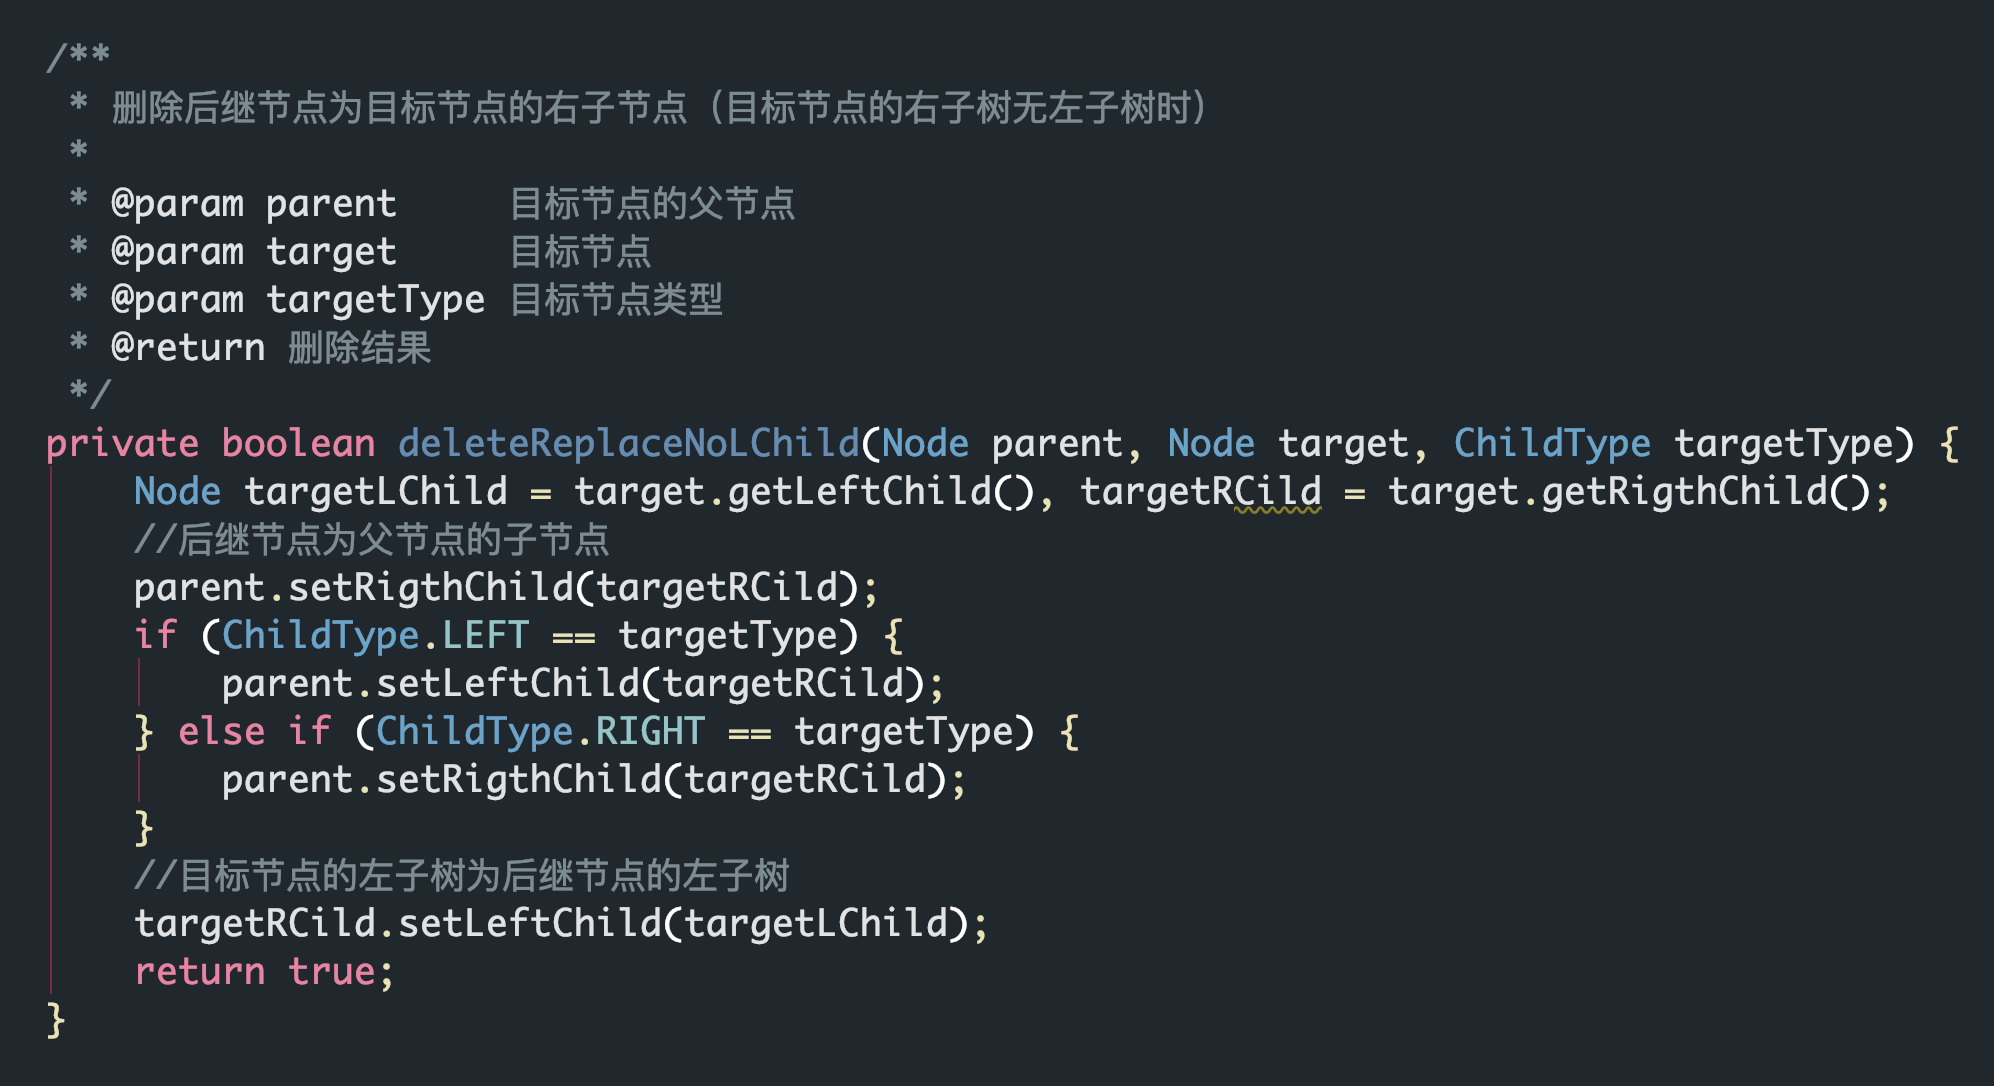 /**
 * 删除后继节点为目标节点的右子节点（目标节点的右子树无左子树时）
 *
 * @param parent     目标节点的父节点
 * @param target     目标节点
 * @param targetType 目标节点类型
 * @return 删除结果
 */
private boolean deleteReplaceNoLChild(Node parent, Node target, ChildType targetType) {
    Node targetLChild = target.getLeftChild(), targetRCild = target.getRigthChild();
    //后继节点为父节点的子节点
    parent.setRigthChild(targetRCild);
    if (ChildType.LEFT == targetType) {
        parent.setLeftChild(targetRCild);
    } else if (ChildType.RIGHT == targetType) {
        parent.setRigthChild(targetRCild);
    }
    //目标节点的左子树为后继节点的左子树
    targetRCild.setLeftChild(targetLChild);
    return true;
}